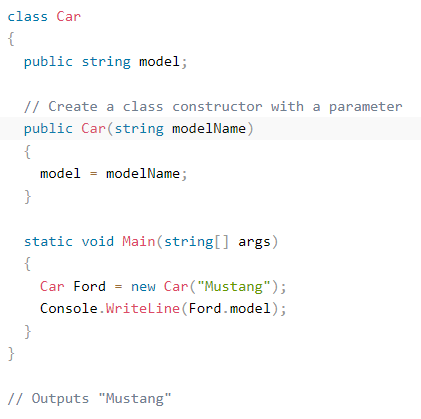 class Car
{
  public string model;

  // Create a class constructor with a parameter
  public Car(string modelName)
  {
    model = modelName;
  }

  static void Main(string[] args)
  {
    Car Ford = new Car("Mustang");
    Console.WriteLine(Ford.model);
  }
}

// Outputs "Mustang"